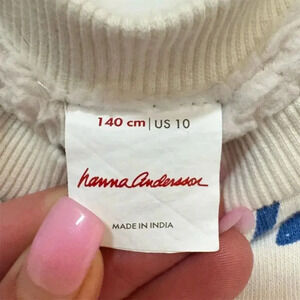 140 cm | US 10
hanna andersson
MADE IN INDIA